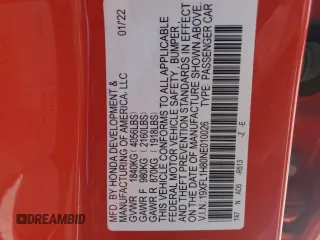 MFD. BY HONDA DEVELOPMENT &
MANUFACTURING OF AMERICA, LLC
01/22
GVWR 1840KG( 4056LBS)
GAWR F 980KG( 2160LBS)
GAWR R 870KG( 1918LBS)
THIS VEHICLE CONFORMS TO ALL APPLICABLE
FEDERAL MOTOR VEHICLE SAFETY, BUMPER,
AND THEFT PREVENTION STANDARDS IN EFFECT
ON THE DATE OF MANUFACTURE SHOWN ABOVE.
V.I.N: 19XFL1H80NE010026
TYPE: PASSENGER CAR